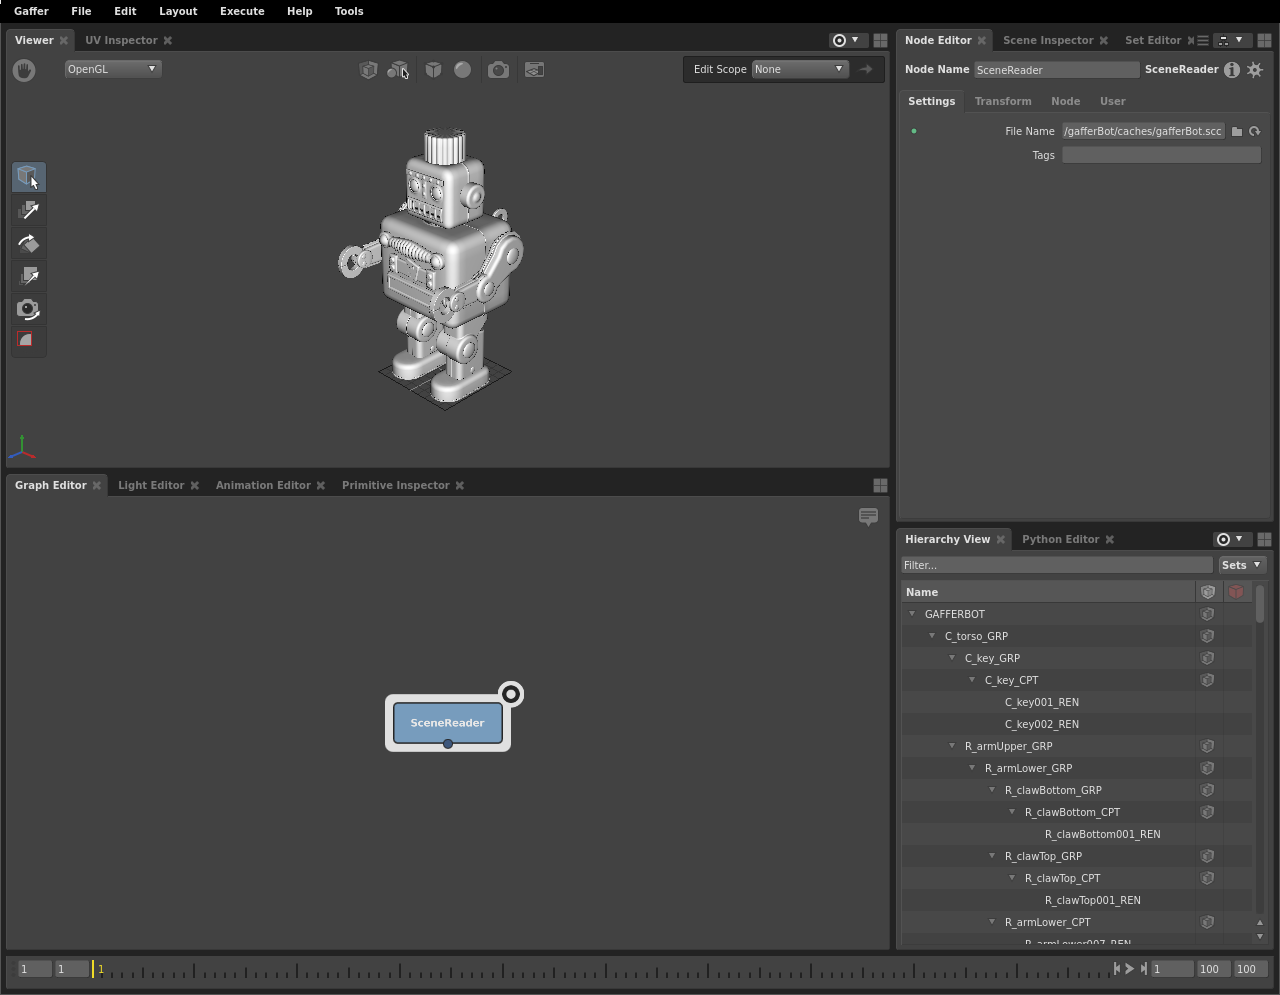 Gaffer File Edit Layout Execute Help Tools
Viewer UV Inspector
Node Editor Scene Inspector Set Editor
OpenGL
Edit Scope None
Node Name SceneReader SceneReader
Settings Transform Node User
File Name /gafferBot/caches/gafferBot.scc
Tags
Graph Editor Light Editor Animation Editor Primitive Inspector
SceneReader
Hierarchy View Python Editor
Filter... Sets
Name
GAFFERBOT
C_torso_GRP
C_key_GRP
C_key_CPT
C_key001_REN
C_key002_REN
R_armUpper_GRP
R_armLower_GRP
R_clawBottom_GRP
R_clawBottom_CPT
R_clawBottom001_REN
R_clawTop_GRP
R_clawTop_CPT
R_clawTop001_REN
R_armLower_CPT
R_armLower007_REN
1 1 1 1 100 100